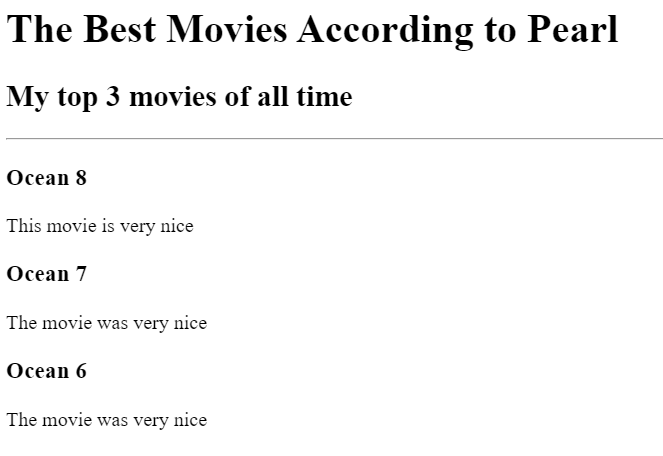 The Best Movies According to Pearl
My top 3 movies of all time
Ocean 8
This movie is very nice
Ocean 7
The movie was very nice
Ocean 6
The movie was very nice